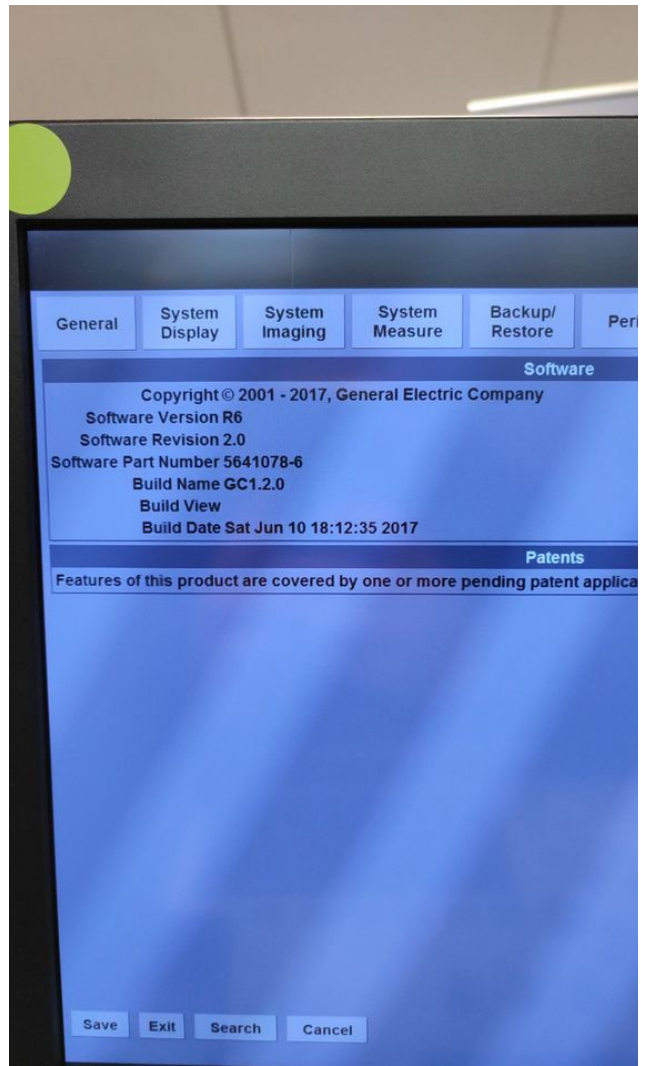 General
System Display
System Imaging
System Measure
Backup/ Restore
Software
Copyright © 2001 - 2017, General Electric Company
Software Version R6
Software Revision 2.0
Software Part Number 5641078-6
Build Name GC1.2.0
Build View
Build Date Sat Jun 10 18:12:35 2017
Patents
Features of this product are covered by one or more pending patent
Save Exit Search Cancel